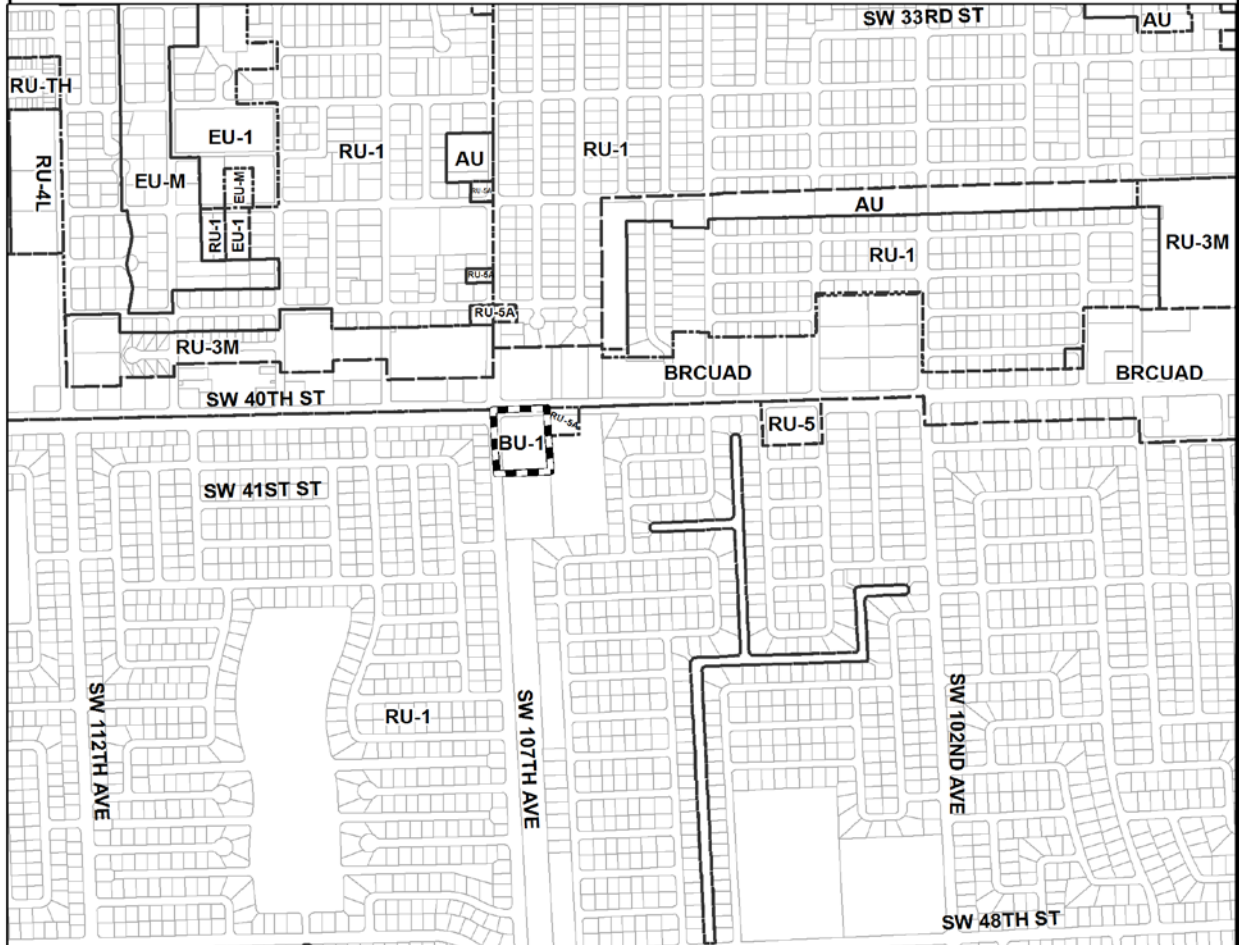 SW 33RD ST
AU
RU-TH
EU-1
RU-1
RU-1
AU
RU-4L
EU-M
EU-M
RU-5A
RU-1
EU-1
AU
RU-1
RU-3M
RU-5A
RU-5A
RU-3M
BRCUAD
BRCUAD
SW 40TH ST
BU-1
RU-5A
RU-5
SW 41ST ST
SW 112TH AVE
RU-1
SW 107TH AVE
SW 102ND AVE
SW 48TH ST